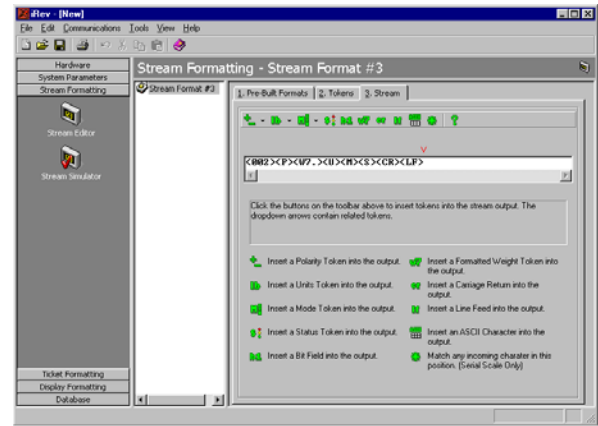 iRev - [New]
File Edit Communications Tools View Help
Hardware
System Parameters
Stream Formatting
Stream Editor
Stream Simulator
Ticket Formatting
Display Formatting
Database
Stream Formatting - Stream Format #3
Stream Format #3
1. Pre-Built Formats 2. Tokens 3. Stream
<002><P><W7.><U><M><S><CR><LF>
Click the buttons on the toolbar above to insert tokens into the stream output. The
dropdown arrows contain related tokens.
Insert a Polarity Token into the output.
Insert a Units Token into the output.
Insert a Mode Token into the output.
Insert a Status Token into the output.
Insert a Bit Field into the output.
Insert a Formatted Weight Token into
the output.
Insert a Carriage Return into the
output.
Insert a Line Feed into the output.
Insert an ASCII Character into the
output.
Match any incoming charater in this
position. (Serial Scale Only)